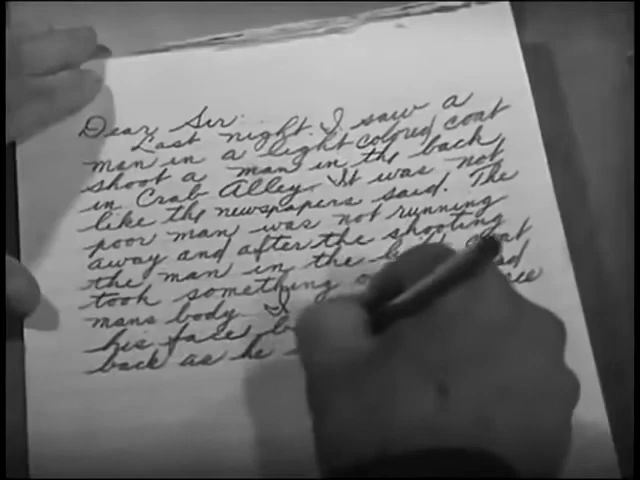 Dear Sir:
Last night I saw a
man in a light colored coat
shoot a man in the back
in Crab Alley. It was not
like the newspapers said. The
poor man was not running
away and after the shooting
the man in the light coat
took something
mans body. I
his face
back as he